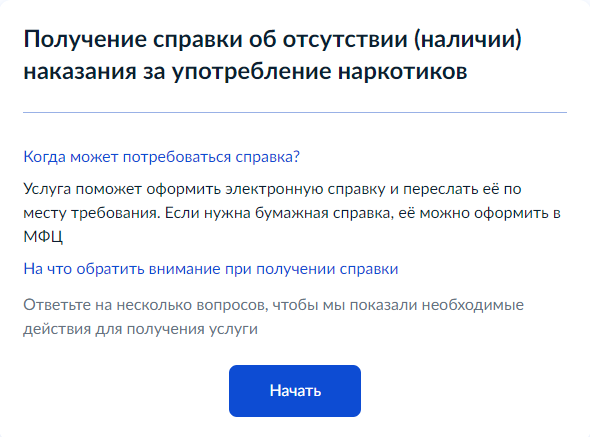 Получение справки об отсутствии (наличии)
наказания за употребление наркотиков
Когда может потребоваться справка?
Услуга поможет оформить электронную справку и переслать её по
месту требования. Если нужна бумажная справка, её можно оформить в
МФЦ
На что обратить внимание при получении справки
Ответьте на несколько вопросов, чтобы мы показали необходимые
действия для получения услуги
Начать